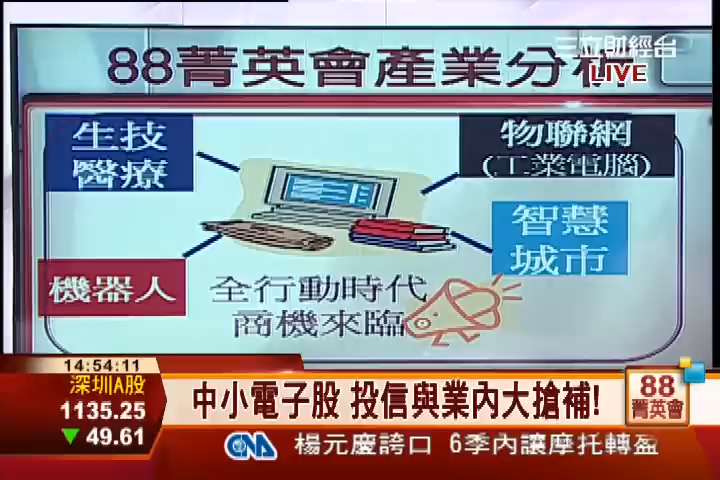 三立財經台
LIVE
88菁英會產業分析
生技
醫療
物聯網
(工業電腦)
智慧
城市
機器人
全行動時代
商機來臨
14:54:11
深圳A股
1135.25
▼ 49.61
中小電子股 投信與業內大搶補!
88
菁英會
CNA 楊元慶誇口 6季內讓摩托轉盈